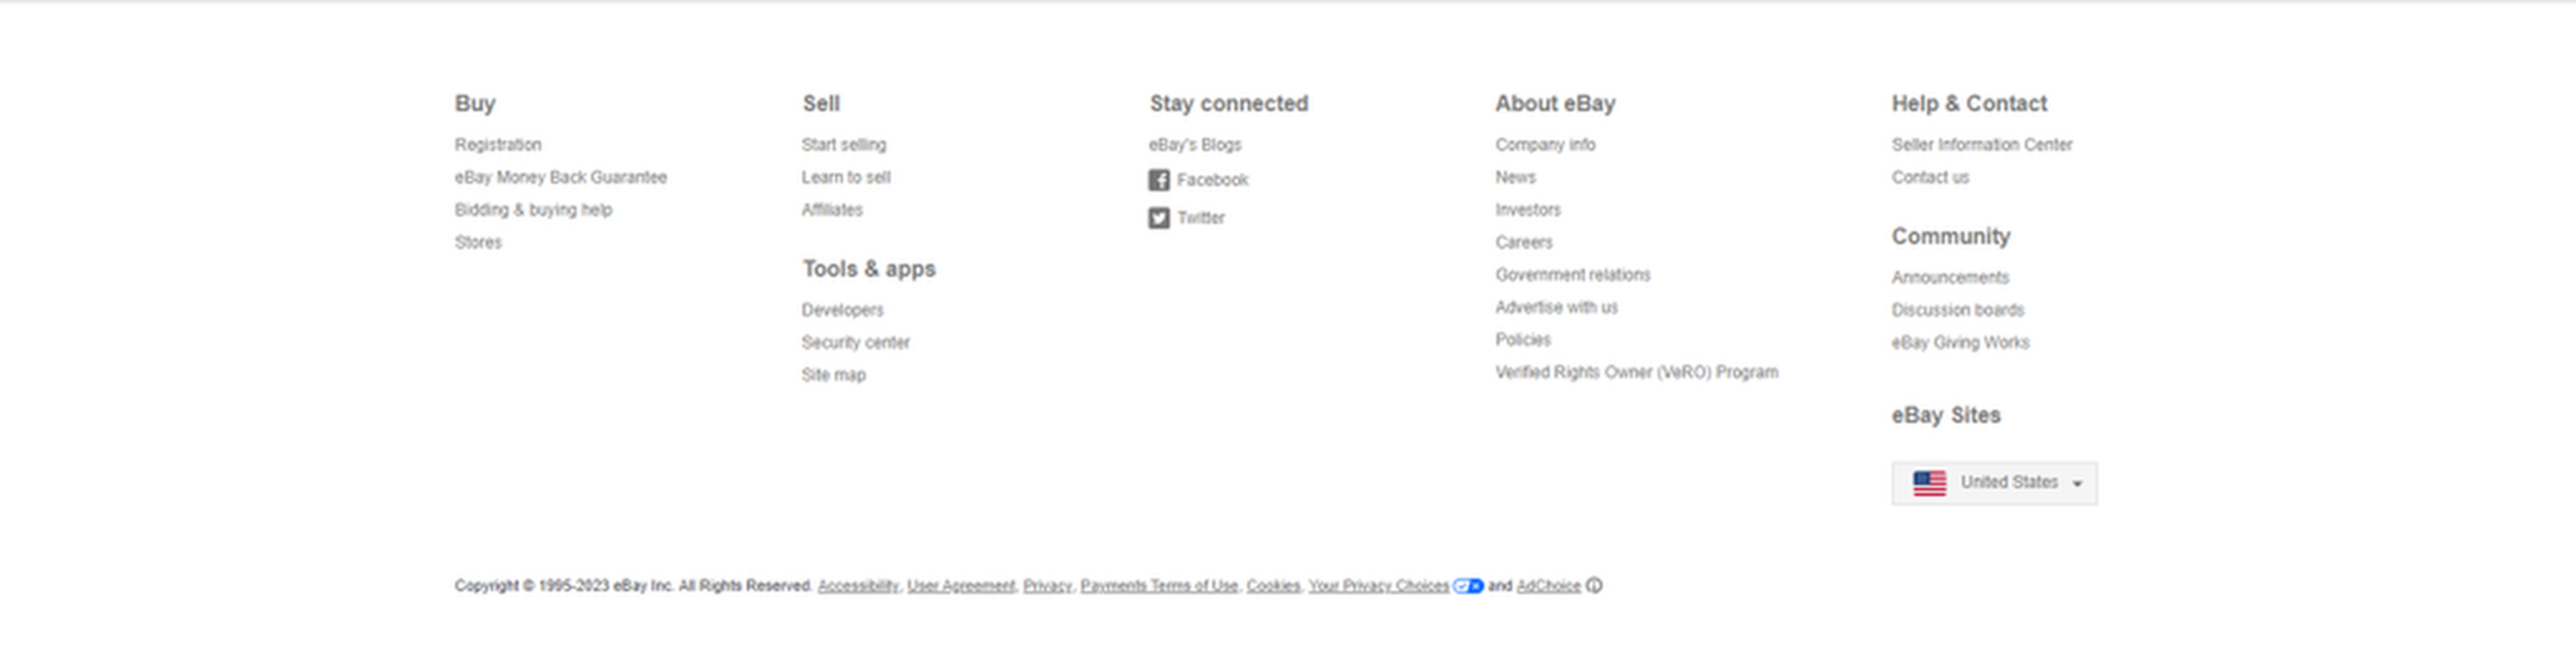 Buy
Registration
eBay Money Back Guarantee
Bidding & buying help
Stores
Sell
Start selling
Learn to sell
Affiliates
Tools & apps
Developers
Security center
Site map
Stay connected
eBay's Blogs
Facebook
Twitter
About eBay
Company info
News
Investors
Careers
Government relations
Advertise with us
Policies
Verified Rights Owner (VeRO) Program
Help & Contact
Seller Information Center
Contact us
Community
Announcements
Discussion boards
eBay Giving Works
eBay Sites
United States
Copyright © 1995-2023 eBay Inc. All Rights Reserved. Accessibility, User Agreement, Privacy, Payments Terms of Use, Cookies, Your Privacy Choices and AdChoice